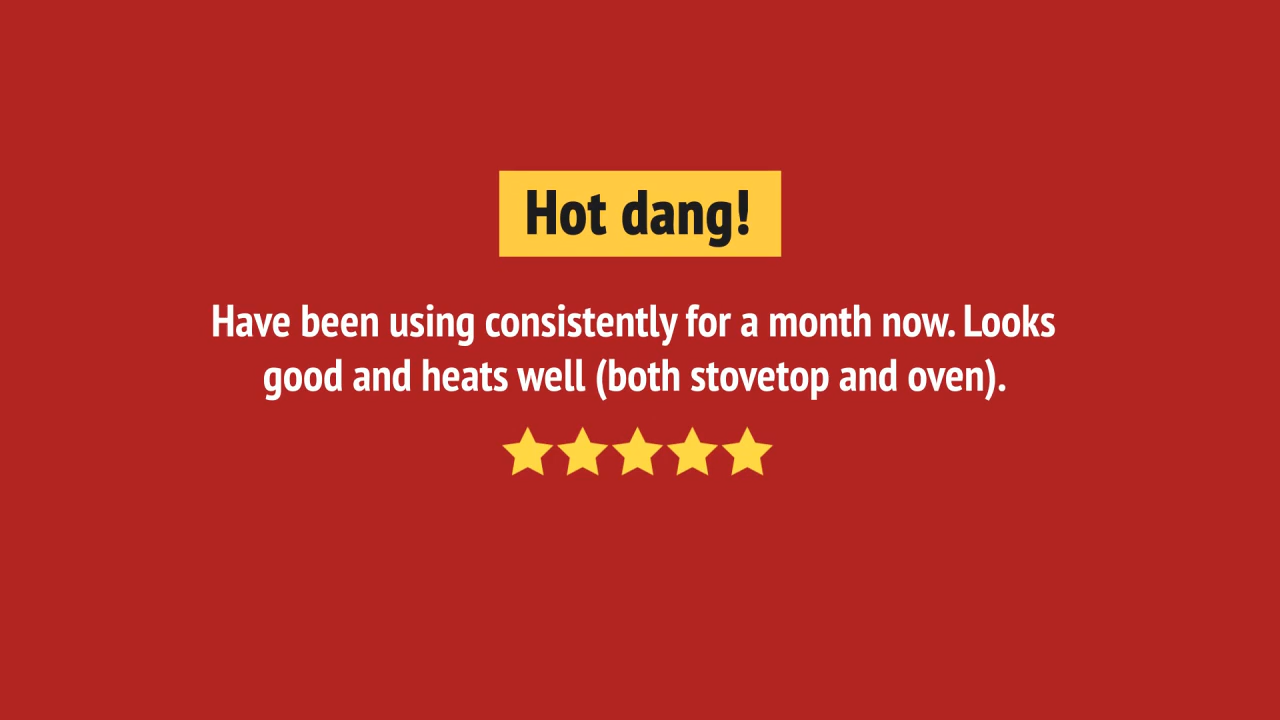 Hot dang!
Have been using consistently for a month now. Looks
good and heats well (both stovetop and oven).